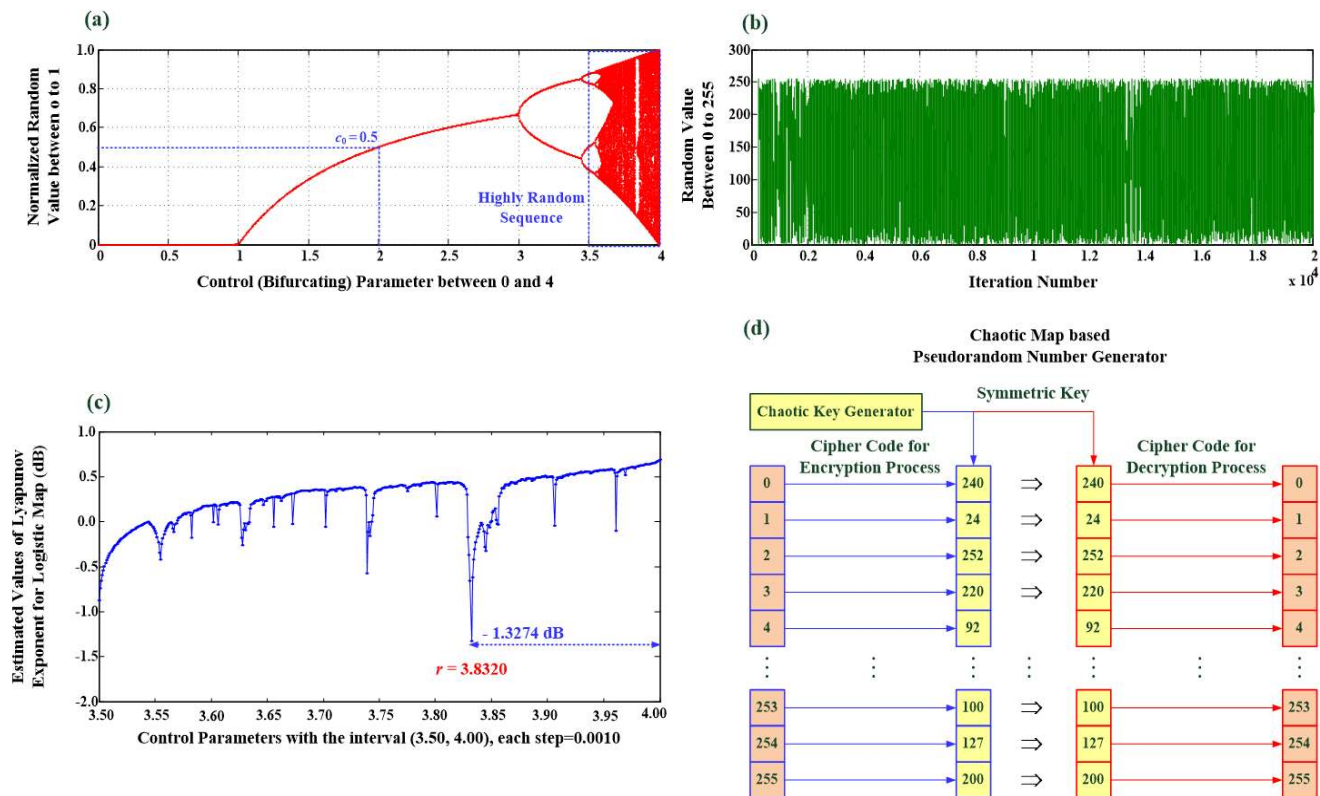 (a)
Normalized Random
Value between o to 1
1.0
0.8
0.6
0.4
0.2
0
c0 = 0.5
Highly Random
Sequence
0 0.5 1 1.5 2 2.5 3 3.5 4
Control (Bifurcating) Parameter between 0 and 4
(b)
Random Value
Between 0 to 255
300
250
200
150
100
50
0
0 0.2 0.4 0.6 0.8 1 1.2 1.4 1.6 1.8 2
x 10^4
Iteration Number
(c)
Estimated Values of Lyapunov
Exponent for Logistic Map (dB)
1.0
0.5
0.0
-0.5
-1.0
-1.5
-2.0
- 1.3274 dB
r = 3.8320
3.50 3.55 3.60 3.65 3.70 3.75 3.80 3.85 3.90 3.95 4.00
Control Parameters with the interval (3.50, 4.00), each step=0.0010
(d)
Chaotic Map based
Pseudorandom Number Generator
Chaotic Key Generator
Symmetric Key
Cipher Code for
Encryption Process
Cipher Code for
Decryption Process
0 240 ⇒ 240 0
1 24 ⇒ 24 1
2 252 ⇒ 252 2
3 220 ⇒ 220 3
4 92 92 4
253 100 ⇒ 100 253
254 127 ⇒ 127 254
255 200 ⇒ 200 255